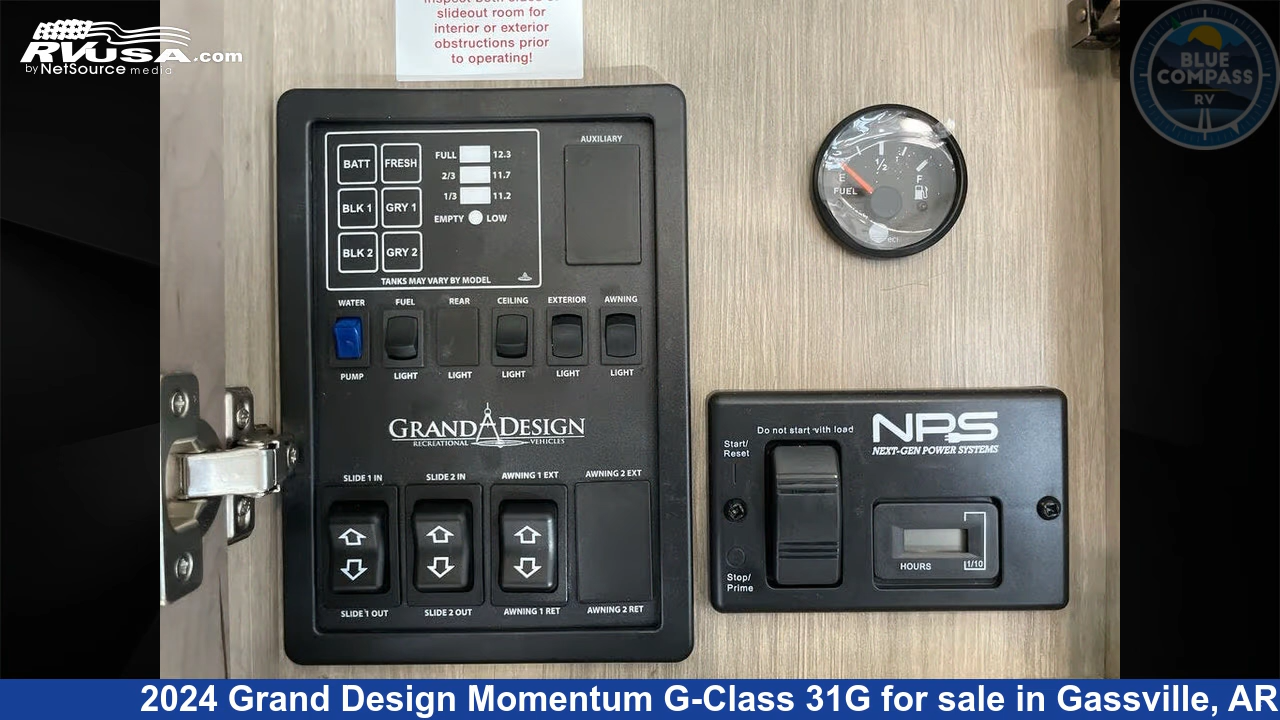 RVUSA.com
by NetSource media
slideout room for
interior or exterior
obstructions prior
to operating!
BLUE
COMPASS
RV
BATT FRESH
BLK 1 GRY 1
BLK 2 GRY 2
FULL 12.3
2/3 11.7
1/3 11.2
EMPTY LOW
TANKS MAY VARY BY MODEL
AUXILIARY
WATER FUEL REAR CEILING EXTERIOR AWNING
PUMP LIGHT LIGHT LIGHT LIGHT LIGHT
GRAND DESIGN
RECREATIONAL VEHICLES
SLIDE 1 IN SLIDE 2 IN AWNING 1 EXT AWNING 2 EXT
SLIDE 1 OUT SLIDE 2 OUT AWNING 1 RET AWNING 2 RET
1/2
E F
FUEL
Do not start with load
Start/
Reset
Stop/
Prime
NPS
NEXT-GEN POWER SYSTEMS
HOURS 1/10
2024 Grand Design Momentum G-Class 31G for sale in Gassville, AR